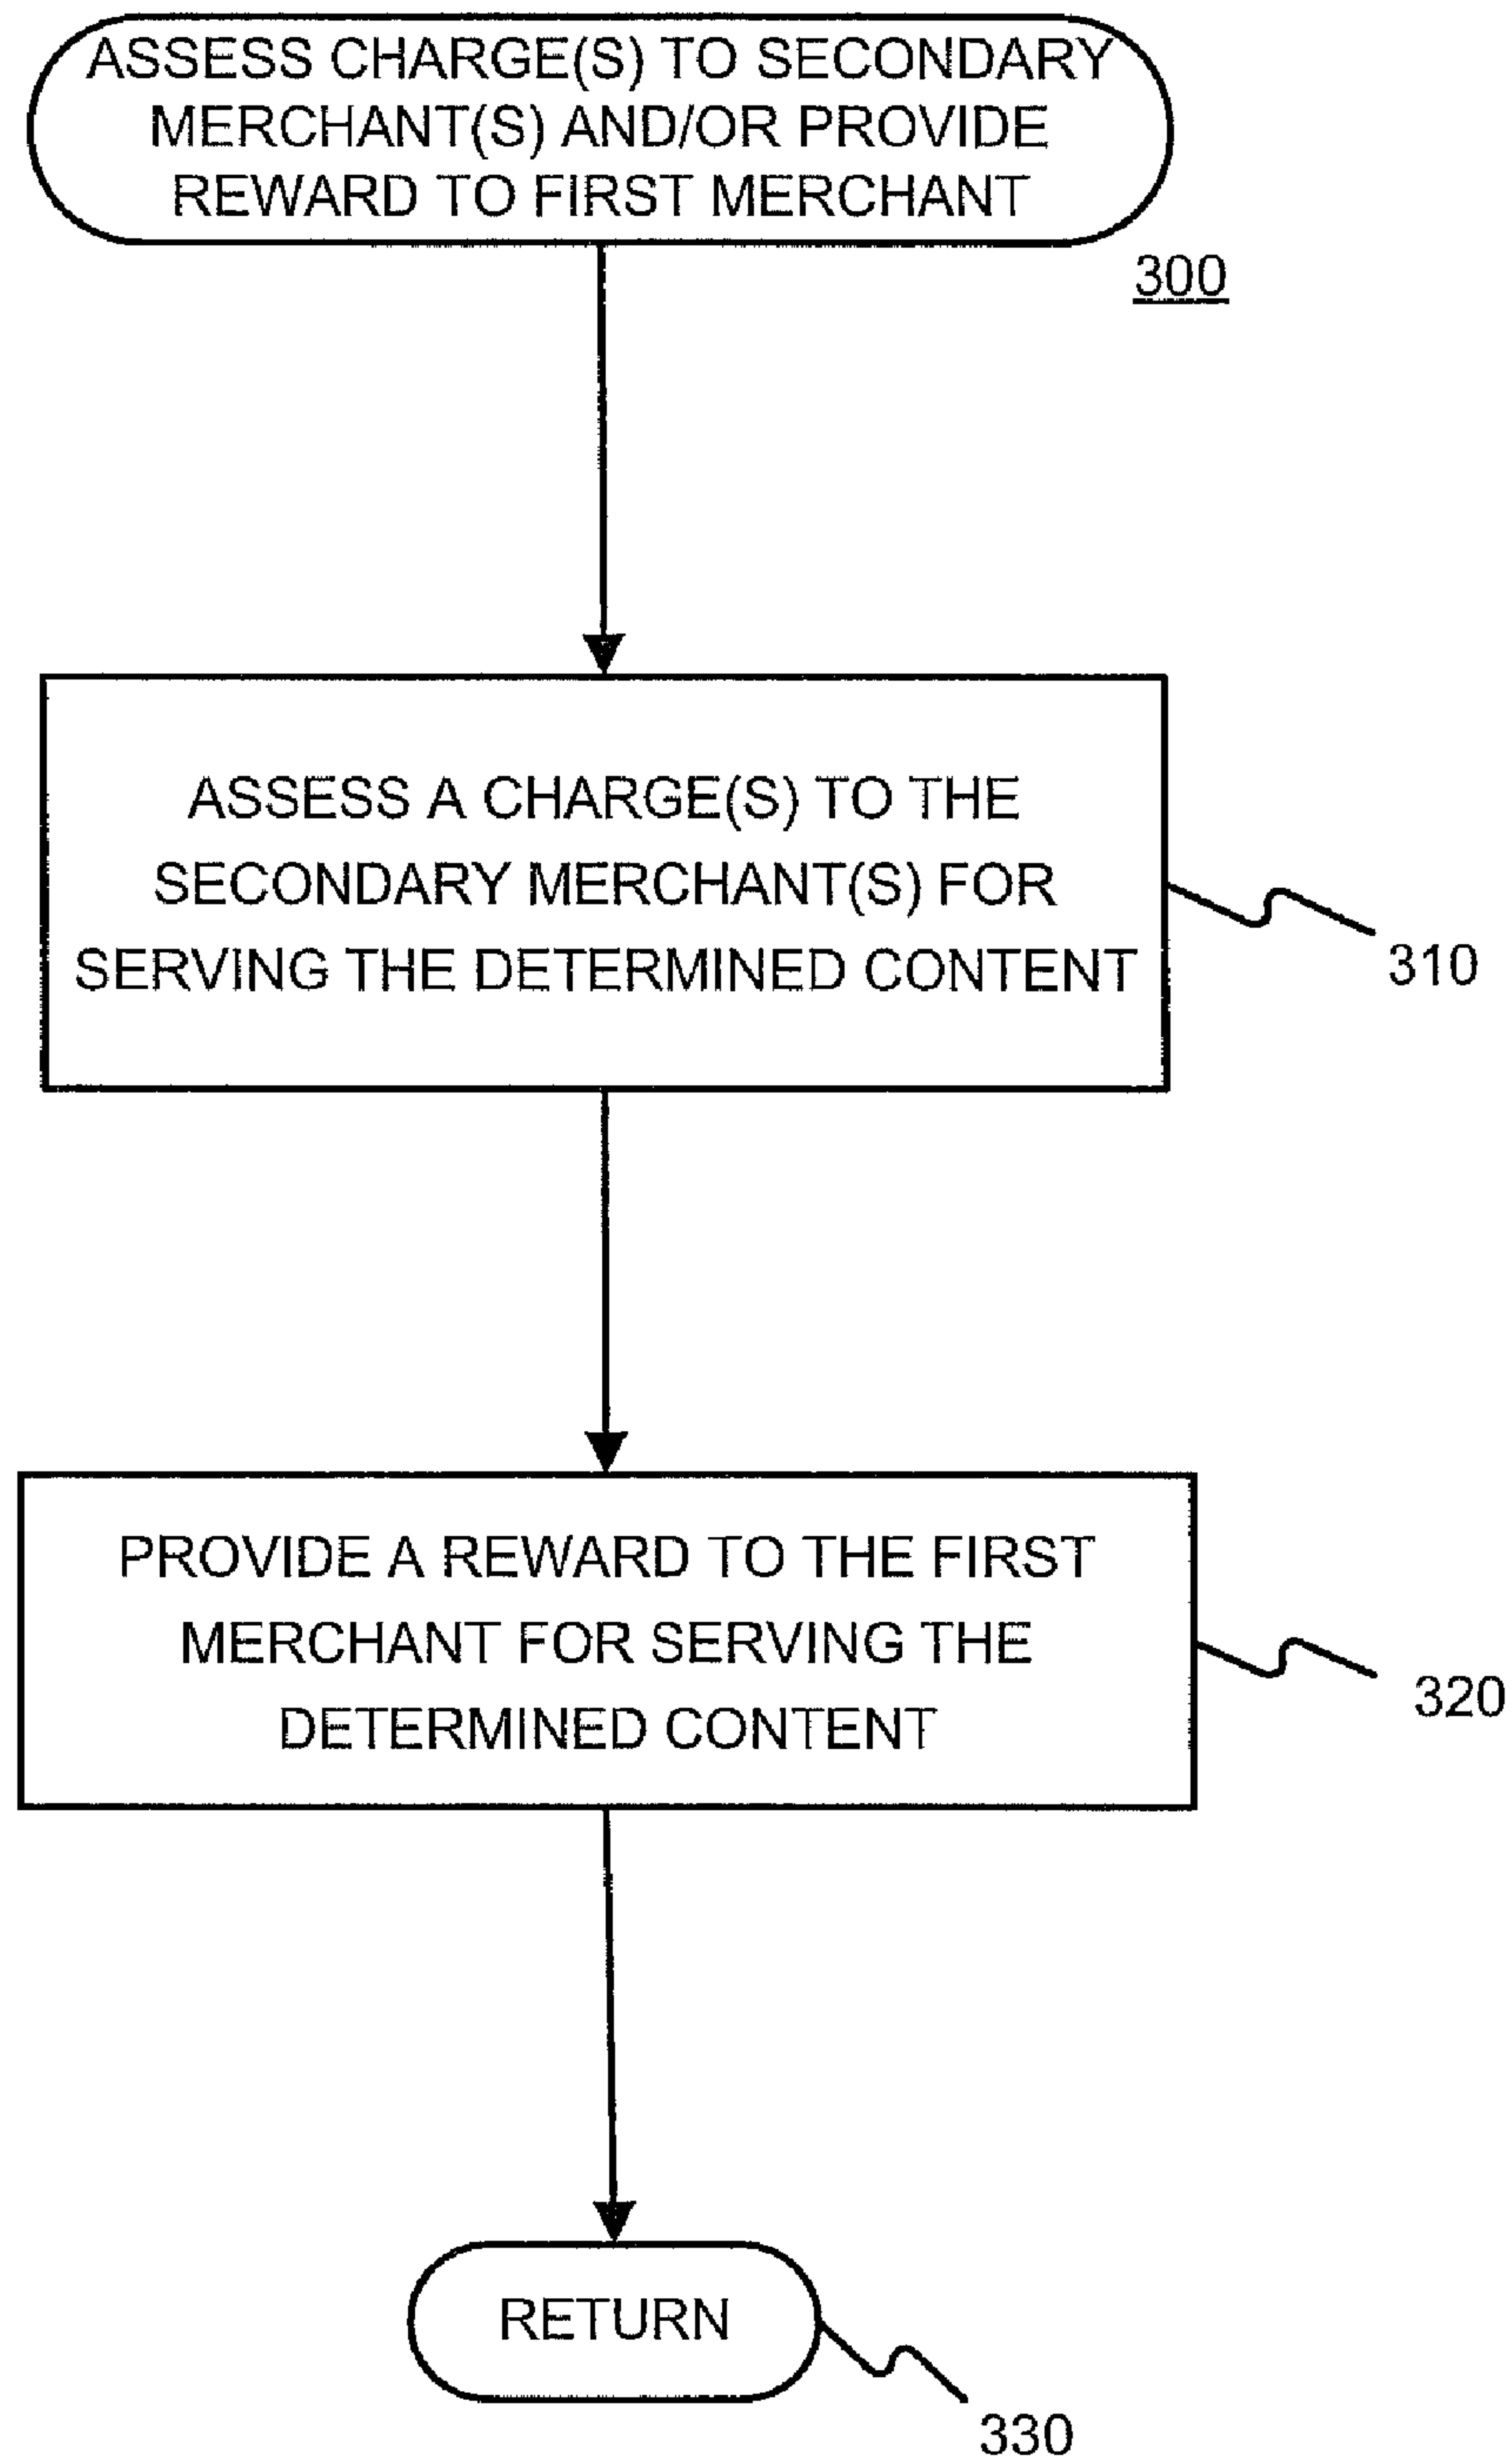 ASSESS CHARGE(S) TO SECONDARY
MERCHANT(S) AND/OR PROVIDE
REWARD TO FIRST MERCHANT
300
ASSESS A CHARGE(S) TO THE
SECONDARY MERCHANT(S) FOR
SERVING THE DETERMINED CONTENT
310
PROVIDE A REWARD TO THE FIRST
MERCHANT FOR SERVING THE
DETERMINED CONTENT
320
RETURN
330